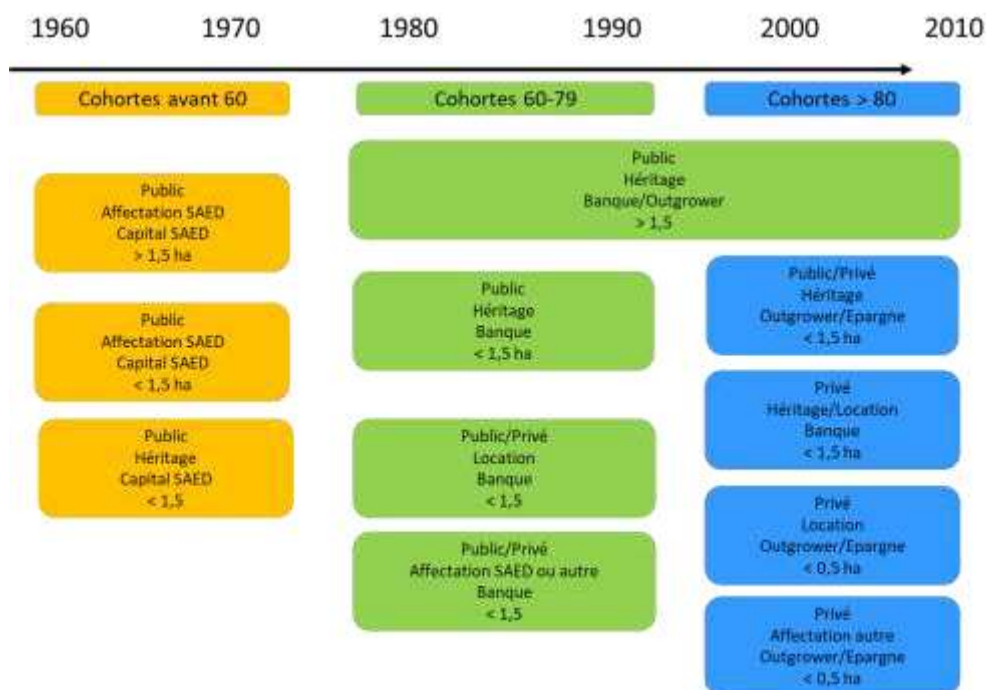 1960 1970 1980 1990 2000 2010
Cohortes avant 60
Cohortes 60-79
Cohortes > 80
Public
Affectation SAED
Capital SAED
> 1,5 ha
Public
Affectation SAED
Capital SAED
< 1,5 ha
Public
Héritage
Capital SAED
< 1,5
Public
Héritage
Banque/Outgrower
> 1,5
Public
Héritage
Banque
< 1,5 ha
Public/Privé
Location
Banque
< 1,5
Public/Privé
Affectation SAED ou autre
Banque
< 1,5
Public/Privé
Héritage
Outgrower/Epargne
< 1,5 ha
Privé
Héritage/Location
Banque
< 1,5 ha
Privé
Location
Outgrower/Epargne
< 0,5 ha
Privé
Affectation autre
Outgrower/Epargne
< 0,5 ha